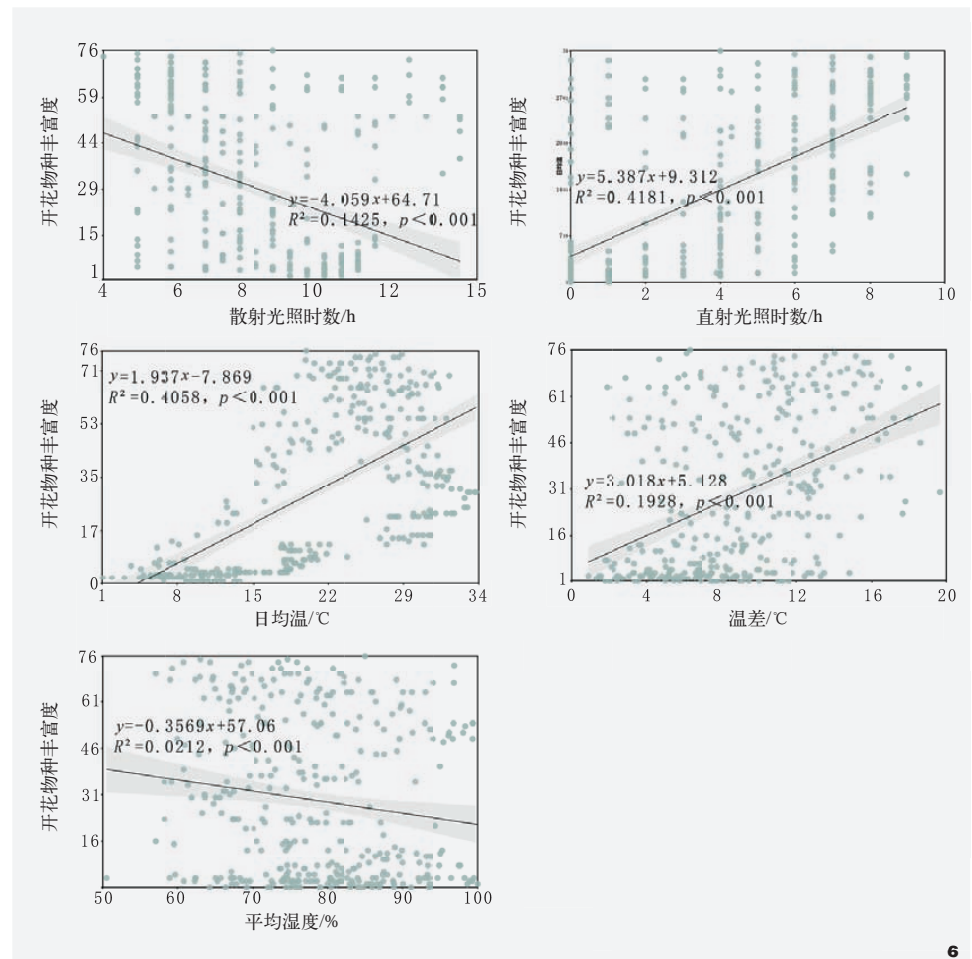 76
59
44
29
15
1
开花物种丰富度
y=-4.059x+64.71
R²=0.1425, p<0.001
4 6 8 10 12 15
散射光照时数/h
开花物种丰富度
y=5.387x+9.312
R²=0.4181, p<0.001
0 2 4 6 8 10
直射光照时数/h
76
71
53
35
17
0
开花物种丰富度
y=1.937x-7.869
R²=0.4058, p<0.001
1 8 15 22 29 34
日均温/℃
76
61
46
31
16
1
开花物种丰富度
y=3.018x+5.128
R²=0.1928, p<0.001
0 4 8 12 16 20
温差/℃
76
61
46
31
16
开花物种丰富度
y=-0.3569x+57.06
R²=0.0212, p<0.001
50 60 70 80 90 100
平均湿度/%
6